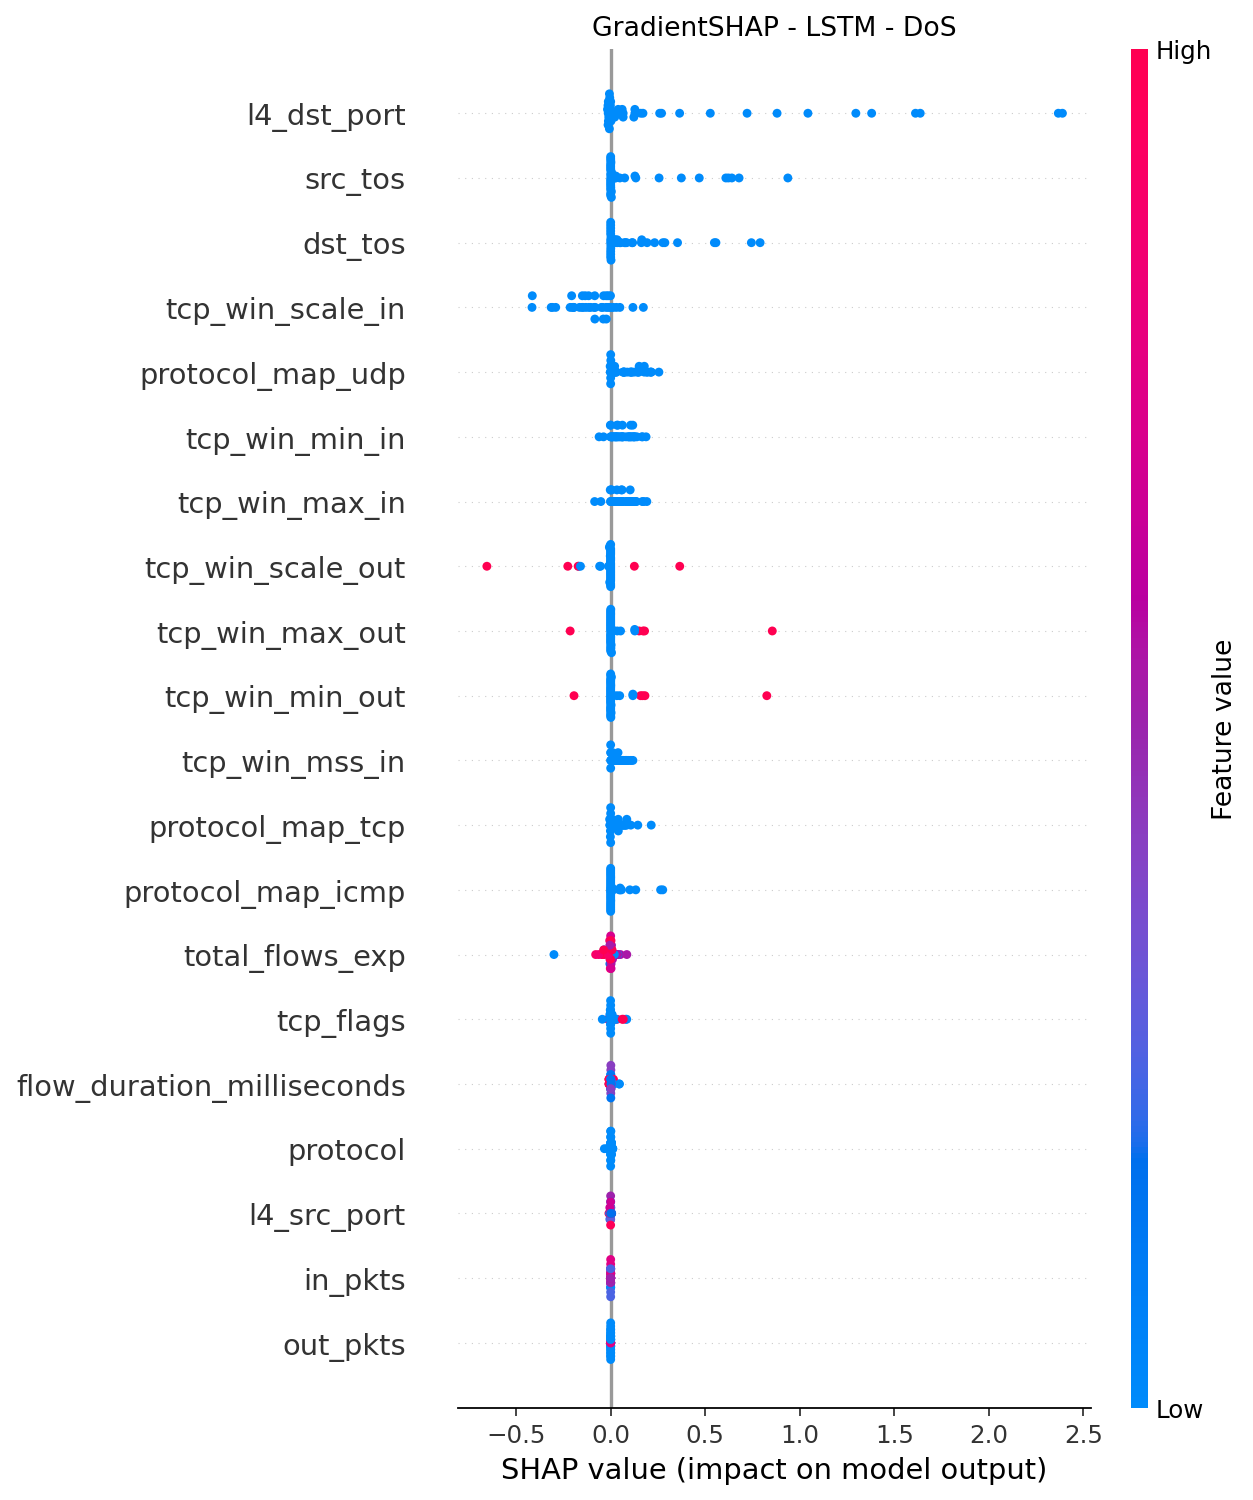 GradientSHAP - LSTM - DoS
High
l4_dst_port
src_tos
dst_tos
tcp_win_scale_in
protocol_map_udp
tcp_win_min_in
tcp_win_max_in
tcp_win_scale_out
tcp_win_max_out
tcp_win_min_out
tcp_win_mss_in
protocol_map_tcp
protocol_map_icmp
total_flows_exp
tcp_flags
flow_duration_milliseconds
protocol
l4_src_port
in_pkts
out_pkts
Feature value
Low
−0.5 0.0 0.5 1.0 1.5 2.0 2.5
SHAP value (impact on model output)